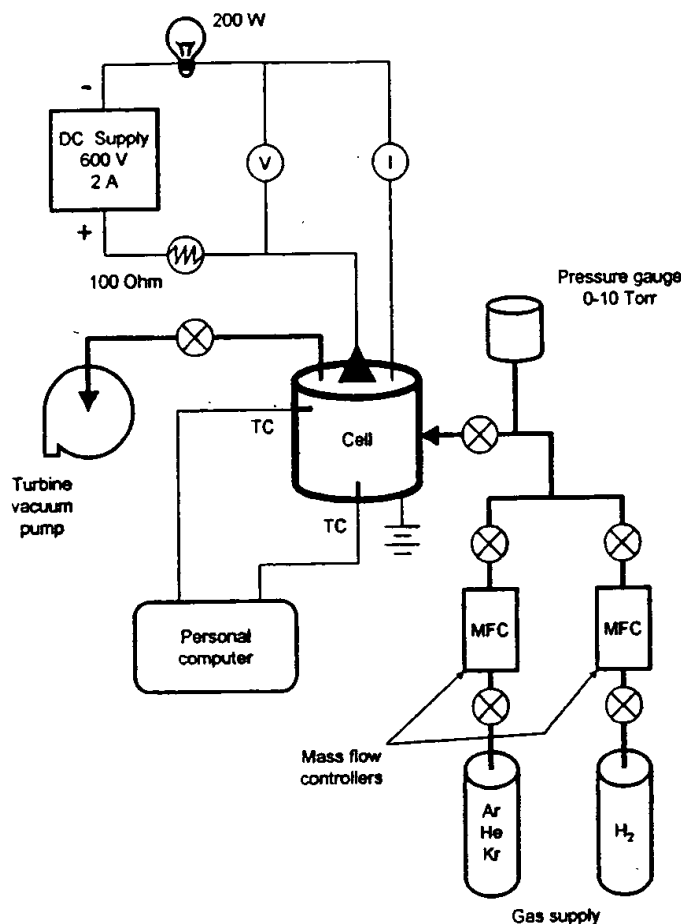 200 W
-
DC Supply
600 V
2 A
+
V
I
100 Ohm
Pressure gauge
0-10 Torr
TC
Cell
Turbine
vacuum
pump
TC
Personal
computer
MFC
MFC
Mass flow
controllers
Ar
He
Kr
H₂
Gas supply